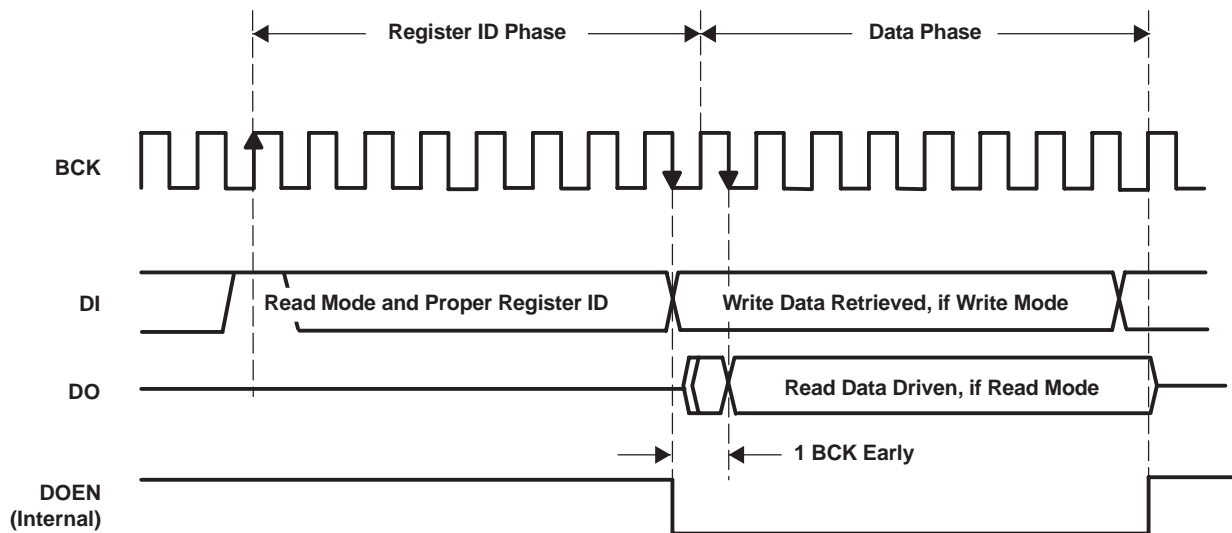 Register ID Phase
Data Phase
BCK
DI
Read Mode and Proper Register ID
Write Data Retrieved, if Write Mode
DO
Read Data Driven, if Read Mode
1 BCK Early
DOEN
(Internal)